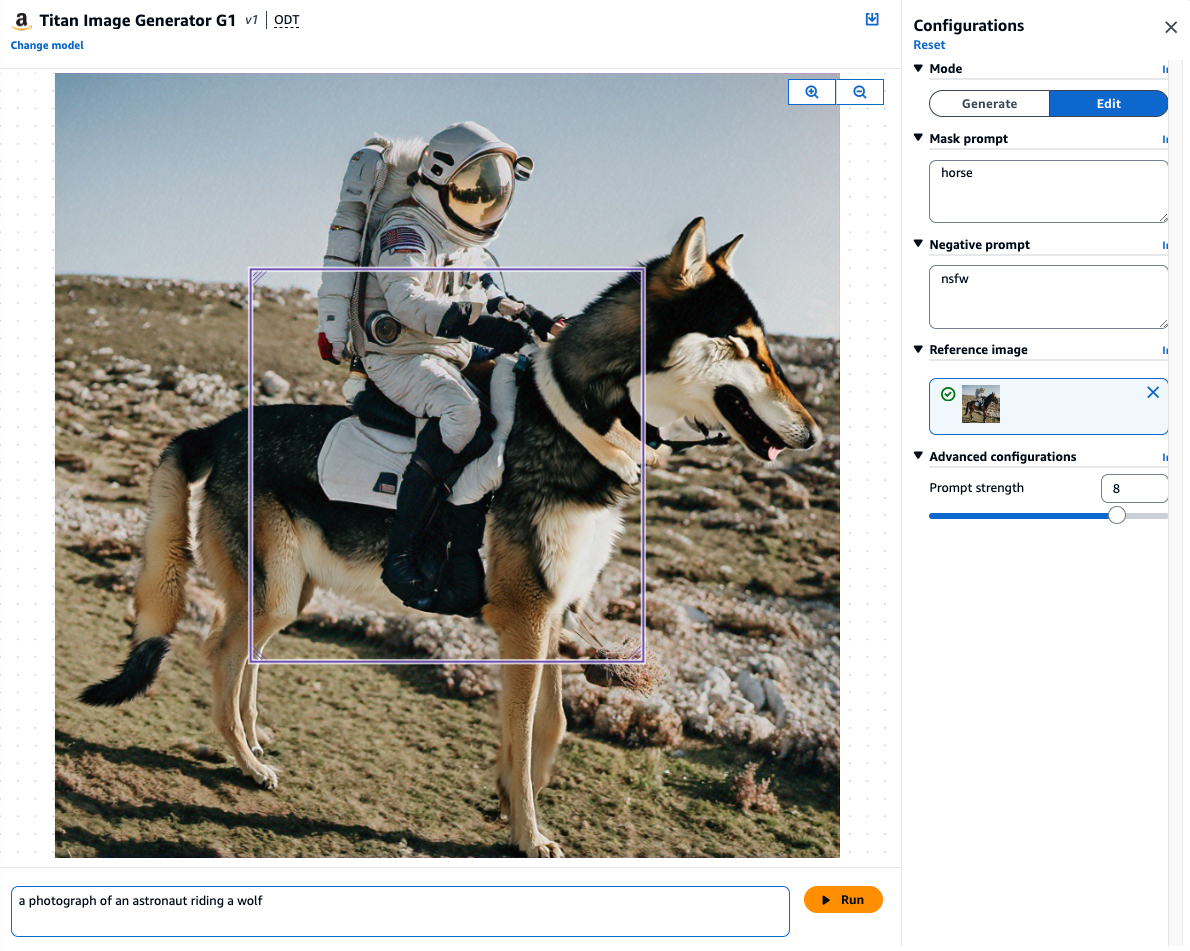 Titan Image Generator G1 v1 | ODT
Change model
Configurations
Reset
Mode
Generate
Edit
Mask prompt
horse
Negative prompt
nsfw
Reference image
Advanced configurations
Prompt strength
8
a photograph of an astronaut riding a wolf
Run